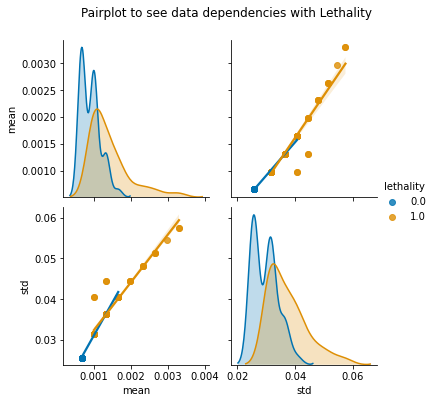 Pairplot to see data dependencies with Lethality
0.0030
0.0025
0.0020
0.0015
0.0010
mean
lethality
0.0
1.0
0.06
0.05
0.04
0.03
std
0.001 0.002 0.003 0.004
mean
0.02 0.04 0.06
std